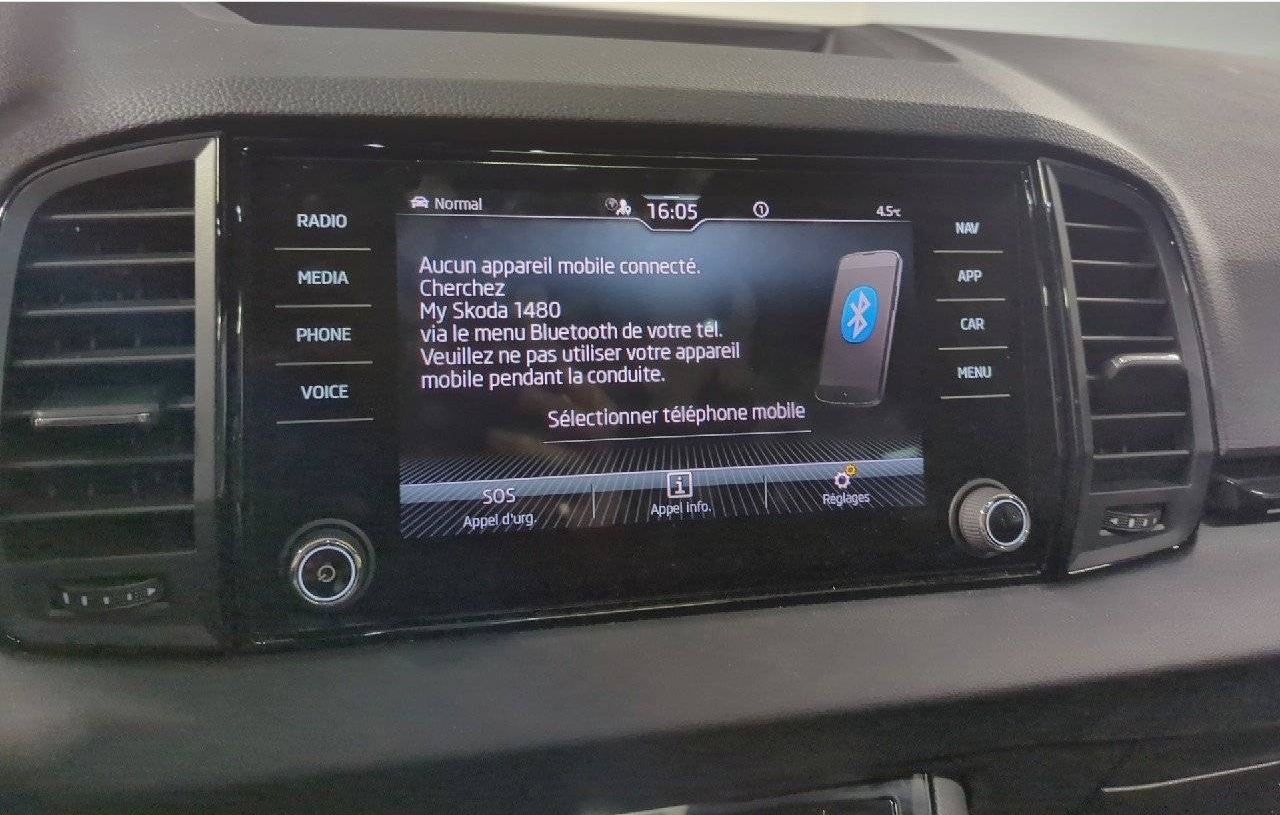 Normal
16:05
4.5°C
RADIO
MEDIA
PHONE
VOICE
Aucun appareil mobile connecté.
Cherchez
My Skoda 1480
via le menu Bluetooth de votre tél.
Veuillez ne pas utiliser votre appareil
mobile pendant la conduite.
Sélectionner téléphone mobile
SOS
Appel d'urg.
i
Appel info.
Réglages
NAV
APP
CAR
MENU